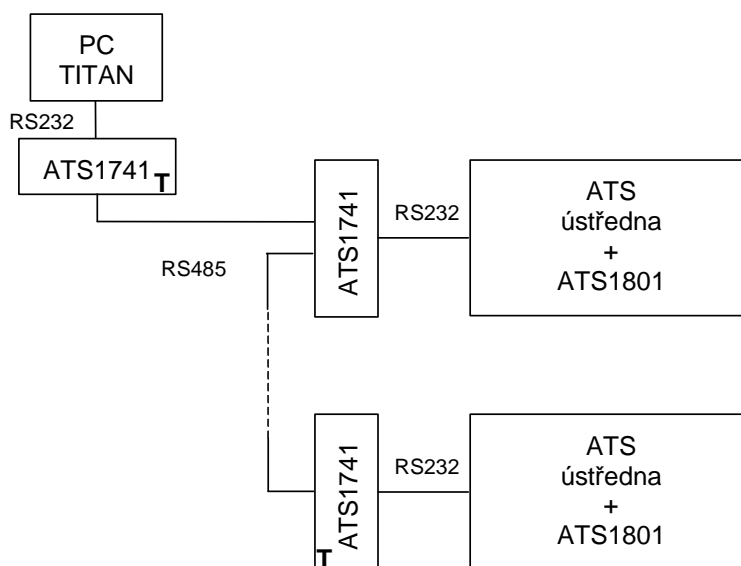 PC
TITAN
RS232
ATS1741
T
ATS1741
RS232
ATS
ústředna
+
ATS1801
RS485
ATS1741
T
RS232
ATS
ústředna
+
ATS1801